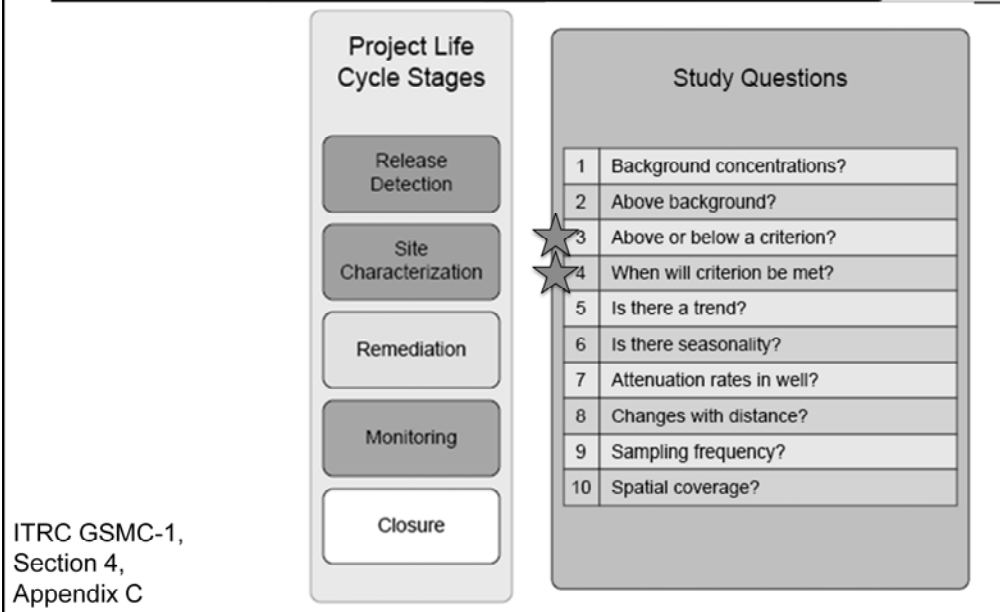 Project Life
Cycle Stages
Release
Detection
Site
Characterization
Remediation
Monitoring
Closure
Study Questions
1 Background concentrations?
2 Above background?
3 Above or below a criterion?
4 When will criterion be met?
5 Is there a trend?
6 Is there seasonality?
7 Attenuation rates in well?
8 Changes with distance?
9 Sampling frequency?
10 Spatial coverage?
ITRC GSMC-1,
Section 4,
Appendix C